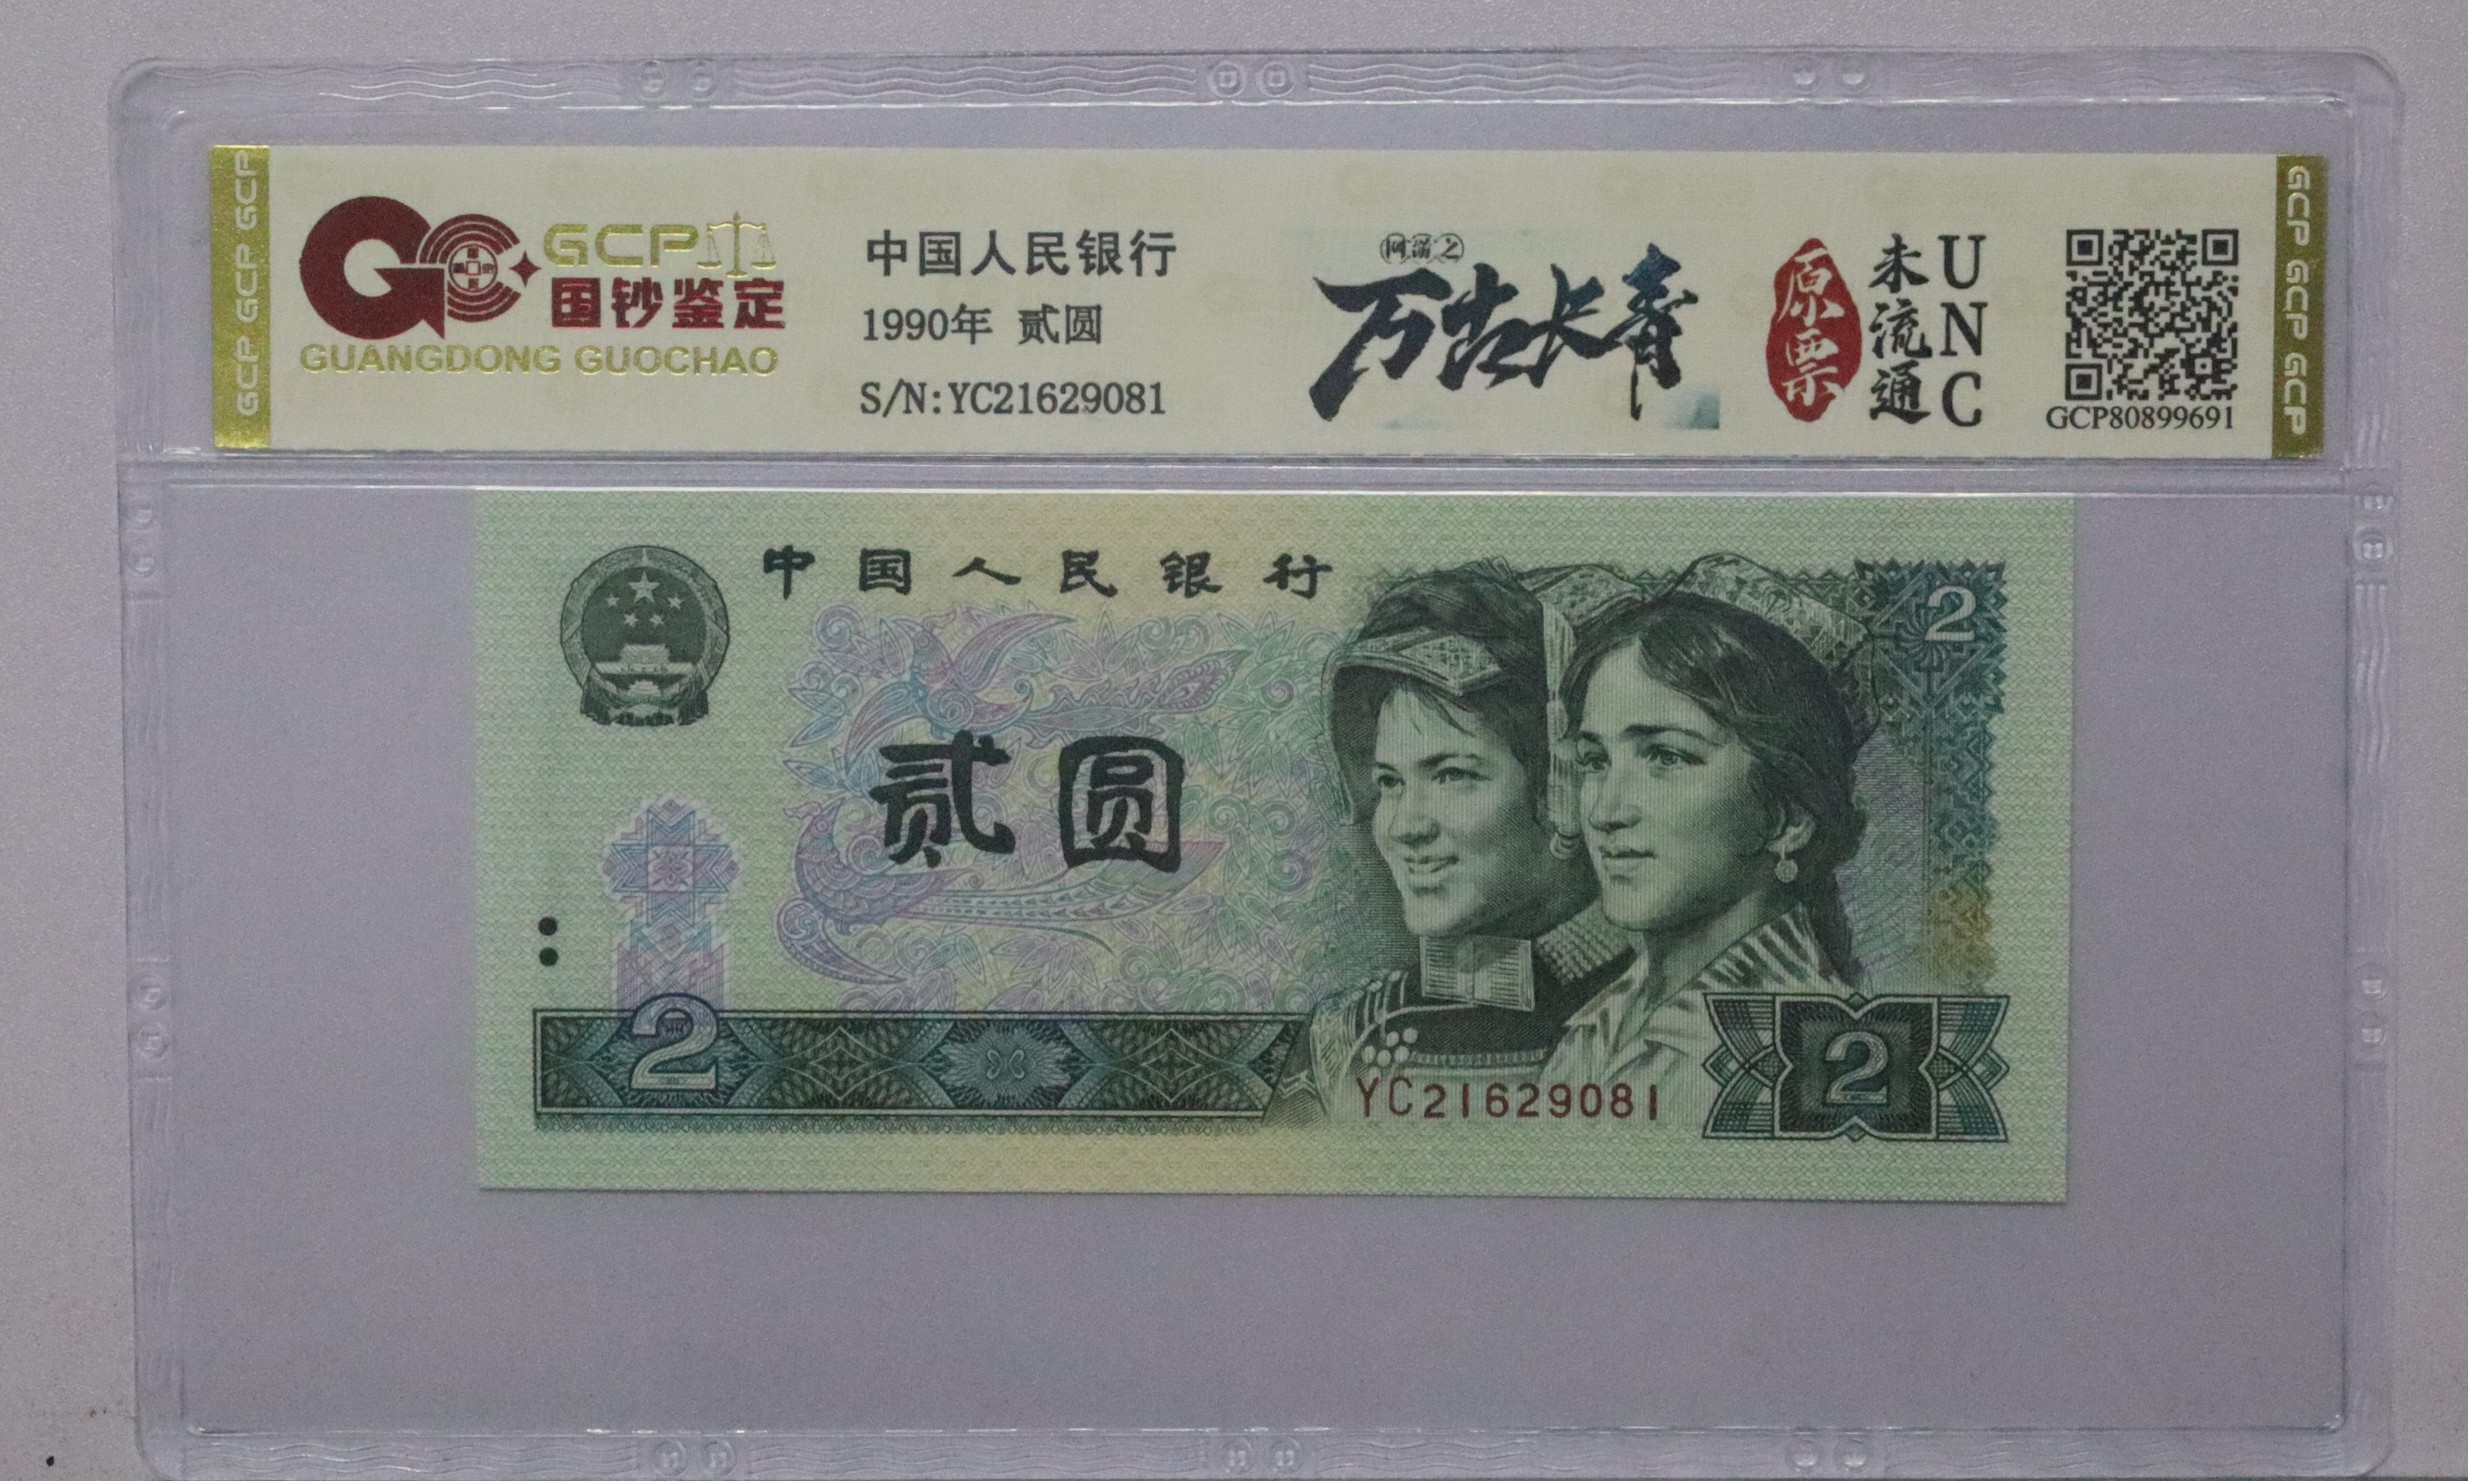 GCP GCP GCP
GCP
国钞鉴定
GUANGDONG GUOCHAO
中国人民银行
1990年 贰圆
S/N:YC21629081
万古长青
原票
未流通
UNC
GCP80899691
GCP GCP GCP
中国人民银行
2
贰圆
2
YC21629081
2